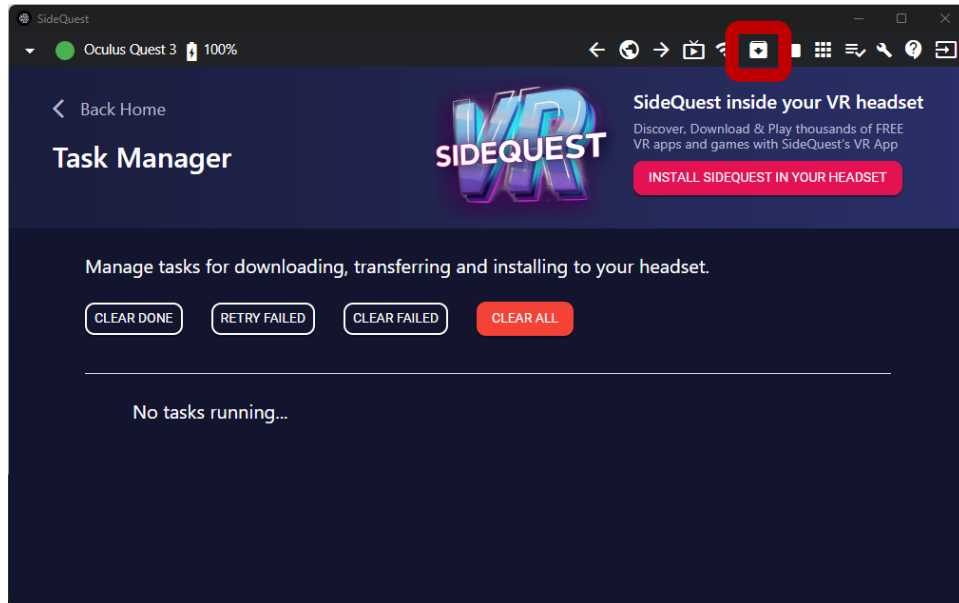 SideQuest
Oculus Quest 3 100%
Back Home
Task Manager
VR
SIDEQUEST
SideQuest inside your VR headset
Discover, Download & Play thousands of FREE
VR apps and games with SideQuest's VR App
INSTALL SIDEQUEST IN YOUR HEADSET
Manage tasks for downloading, transferring and installing to your headset.
CLEAR DONE
RETRY FAILED
CLEAR FAILED
CLEAR ALL
No tasks running...